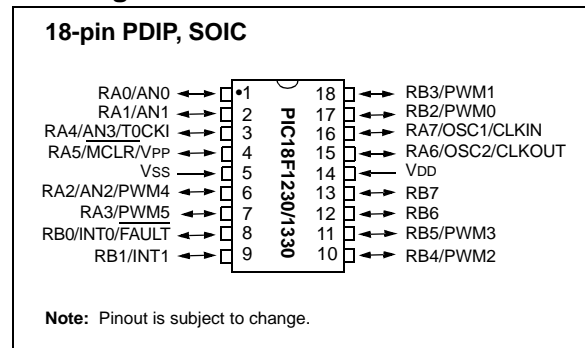 18-pin PDIP, SOIC
RA0/AN0 1 18 RB3/PWM1
RA1/AN1 2 17 RB2/PWM0
RA4/AN3/T0CKI 3 16 RA7/OSC1/CLKIN
RA5/MCLR/VPP 4 15 RA6/OSC2/CLKOUT
VSS 5 14 VDD
RA2/AN2/PWM4 6 13 RB7
RA3/PWM5 7 12 RB6
RB0/INT0/FAULT 8 11 RB5/PWM3
RB1/INT1 9 10 RB4/PWM2
PIC18F1230/1330
Note: Pinout is subject to change.